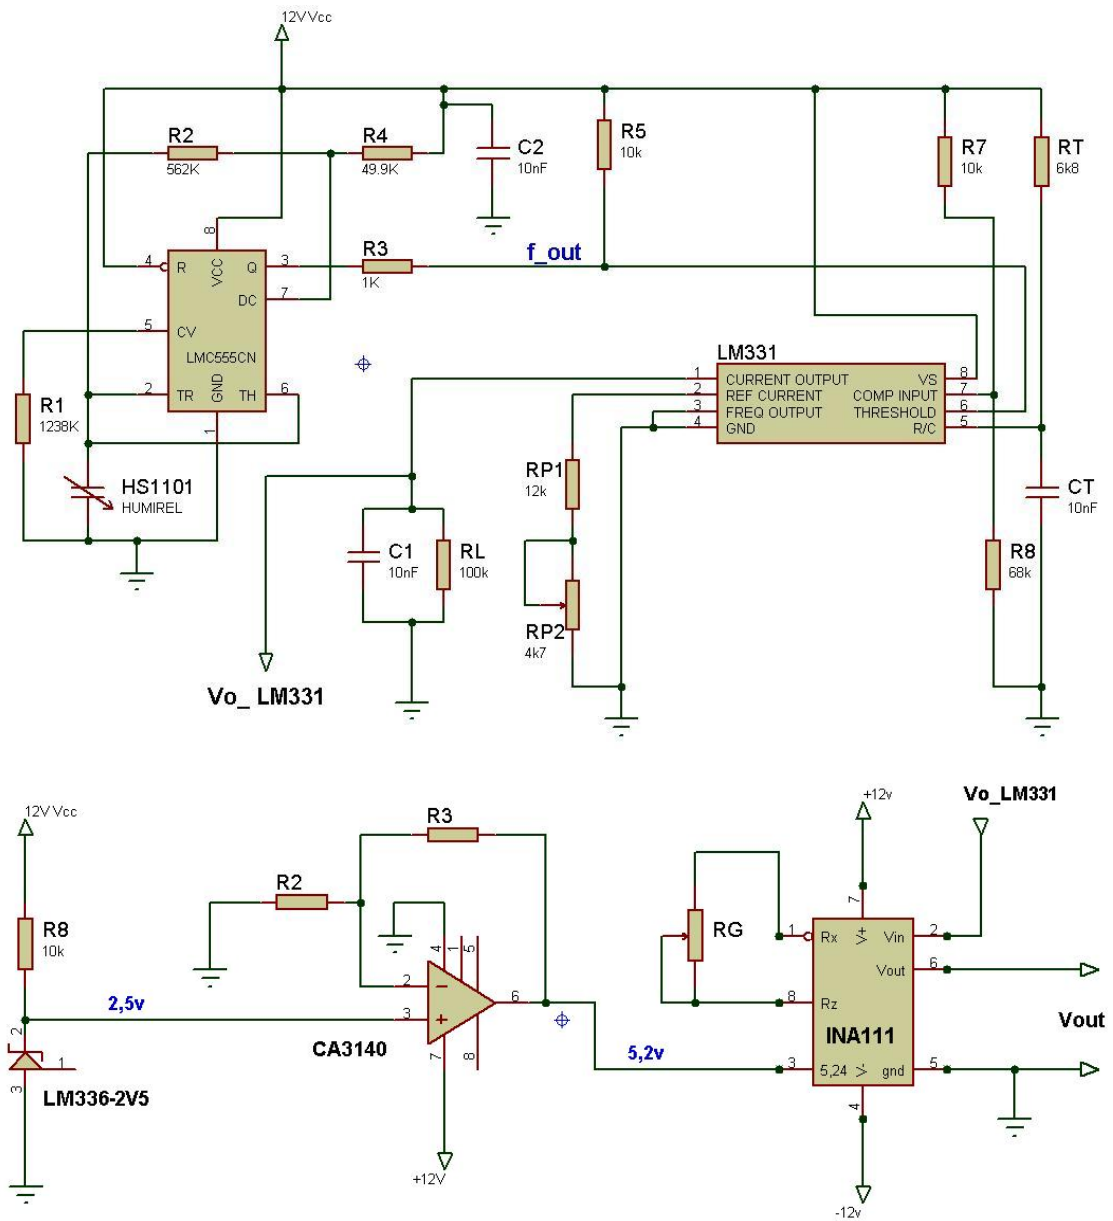 12V Vcc
R2
562K
R4
49.9K
C2
10nF
R5
10k
R7
10k
RT
6k8
8
4
R
VCC
Q
3
R3
1K
f_out
DC
7
5
CV
LMC555CN
2
TR
GND
TH
6
1
R1
1238K
HS1101
HUMIREL
LM331
1
CURRENT OUTPUT
VS
8
2
REF CURRENT
COMP INPUT
7
3
FREQ OUTPUT
THRESHOLD
6
4
GND
R/C
5
RP1
12k
CT
10nF
C1
10nF
RL
100k
R8
68k
RP2
4k7
Vo_ LM331
12V Vcc
R8
10k
2,5v
2
1
3
LM336-2V5
R3
R2
4
1
5
2
3
6
7
8
CA3140
+12V
5,2v
+12v
Vo_LM331
RG
7
1
Rx
V+
Vin
2
Vout
6
8
Rz
INA111
Vout
3
5,24
V-
gnd
5
4
-12v